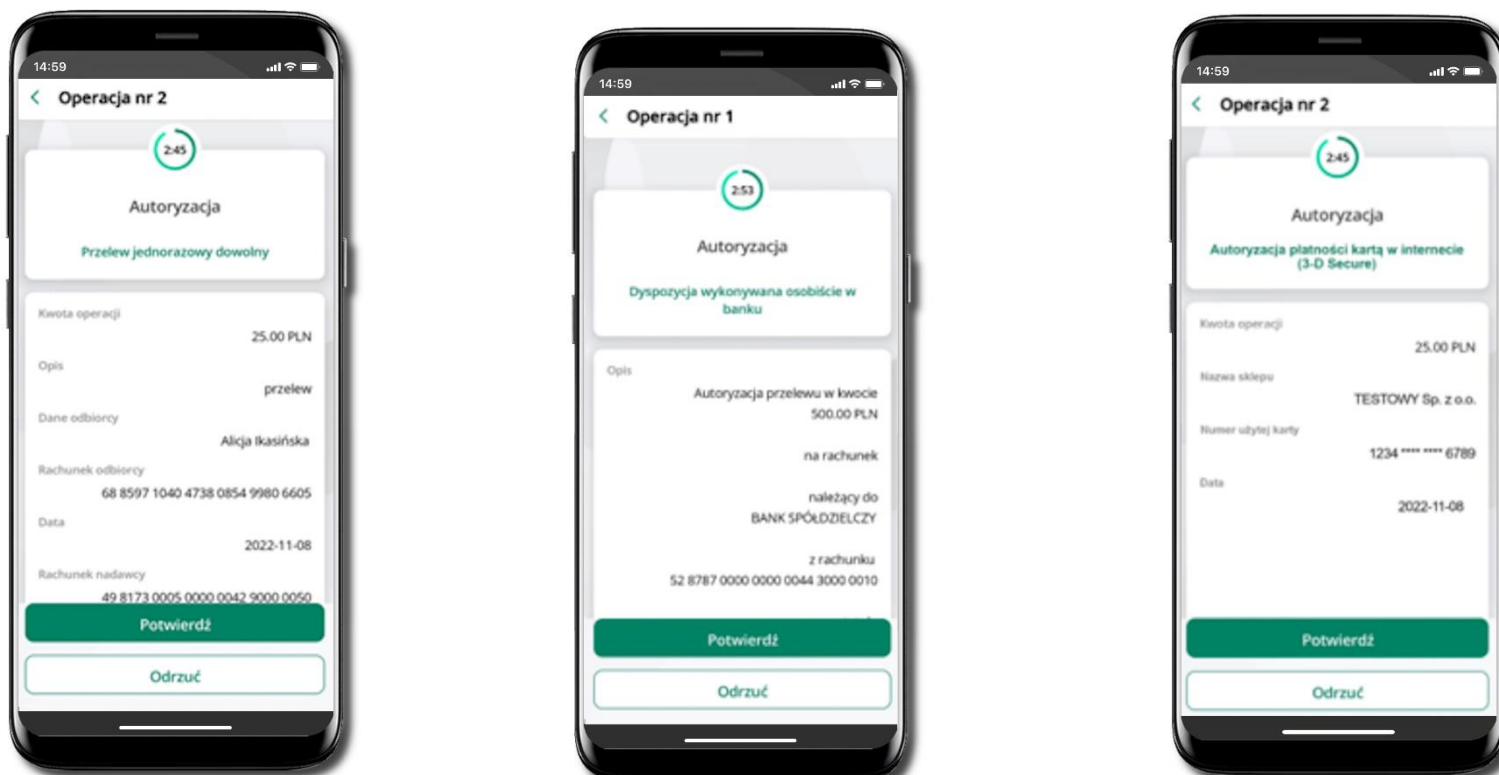 14:59
Operacja nr 2
2:45
Autoryzacja
Przelew jednorazowy dowolny
Kwota operacji
25.00 PLN
Opis
przelew
Dane odbiorcy
Alicja Ikasińska
Rachunek odbiorcy
68 8597 1040 4738 0854 9980 6605
Data
2022-11-08
Rachunek nadawcy
49 8173 0005 0000 0042 9000 0050
Potwierdź
Odrzuć
14:59
Operacja nr 1
2:53
Autoryzacja
Dyspozycja wykonywana osobiście w
banku
Opis
Autoryzacja przelewu w kwocie
500.00 PLN
na rachunek
należący do
BANK SPÓŁDZIELCZY
z rachunku
52 8787 0000 0000 0044 3000 0010
Potwierdź
Odrzuć
14:59
Operacja nr 2
2:45
Autoryzacja
Autoryzacja płatności kartą w internecie
(3-D Secure)
Kwota operacji
25.00 PLN
Nazwa sklepu
TESTOWY Sp. z o.o.
Numer użytej karty
1234 **** **** 6789
Data
2022-11-08
Potwierdź
Odrzuć